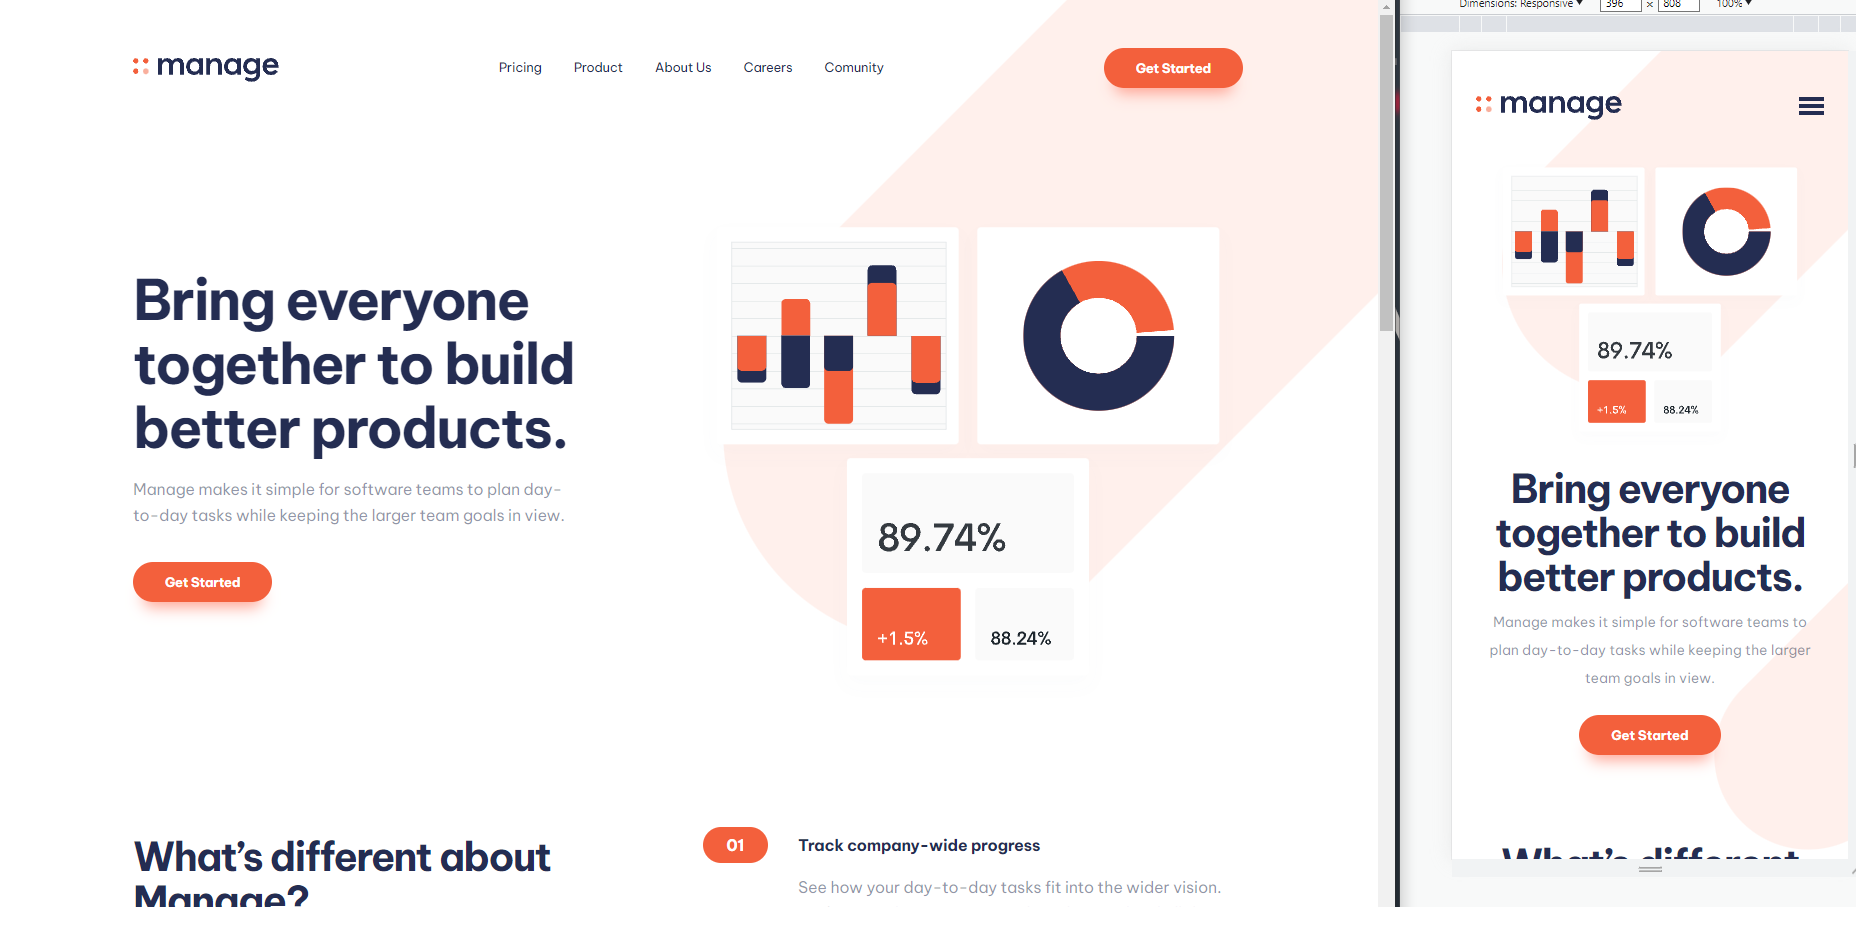 manage
Pricing Product About Us Careers Comunity
Get Started
Bring everyone
together to build
better products.
Manage makes it simple for software teams to plan day-
to-day tasks while keeping the larger team goals in view.
Get Started
89.74%
+1.5% 88.24%
What's different about
Manage?
01 Track company-wide progress
See how your day-to-day tasks fit into the wider vision.
Dimensions: Responsive ▼ 396 × 808 100% ▼
manage
89.74%
+1.5% 88.24%
Bring everyone
together to build
better products.
Manage makes it simple for software teams to
plan day-to-day tasks while keeping the larger
team goals in view.
Get Started
What's different